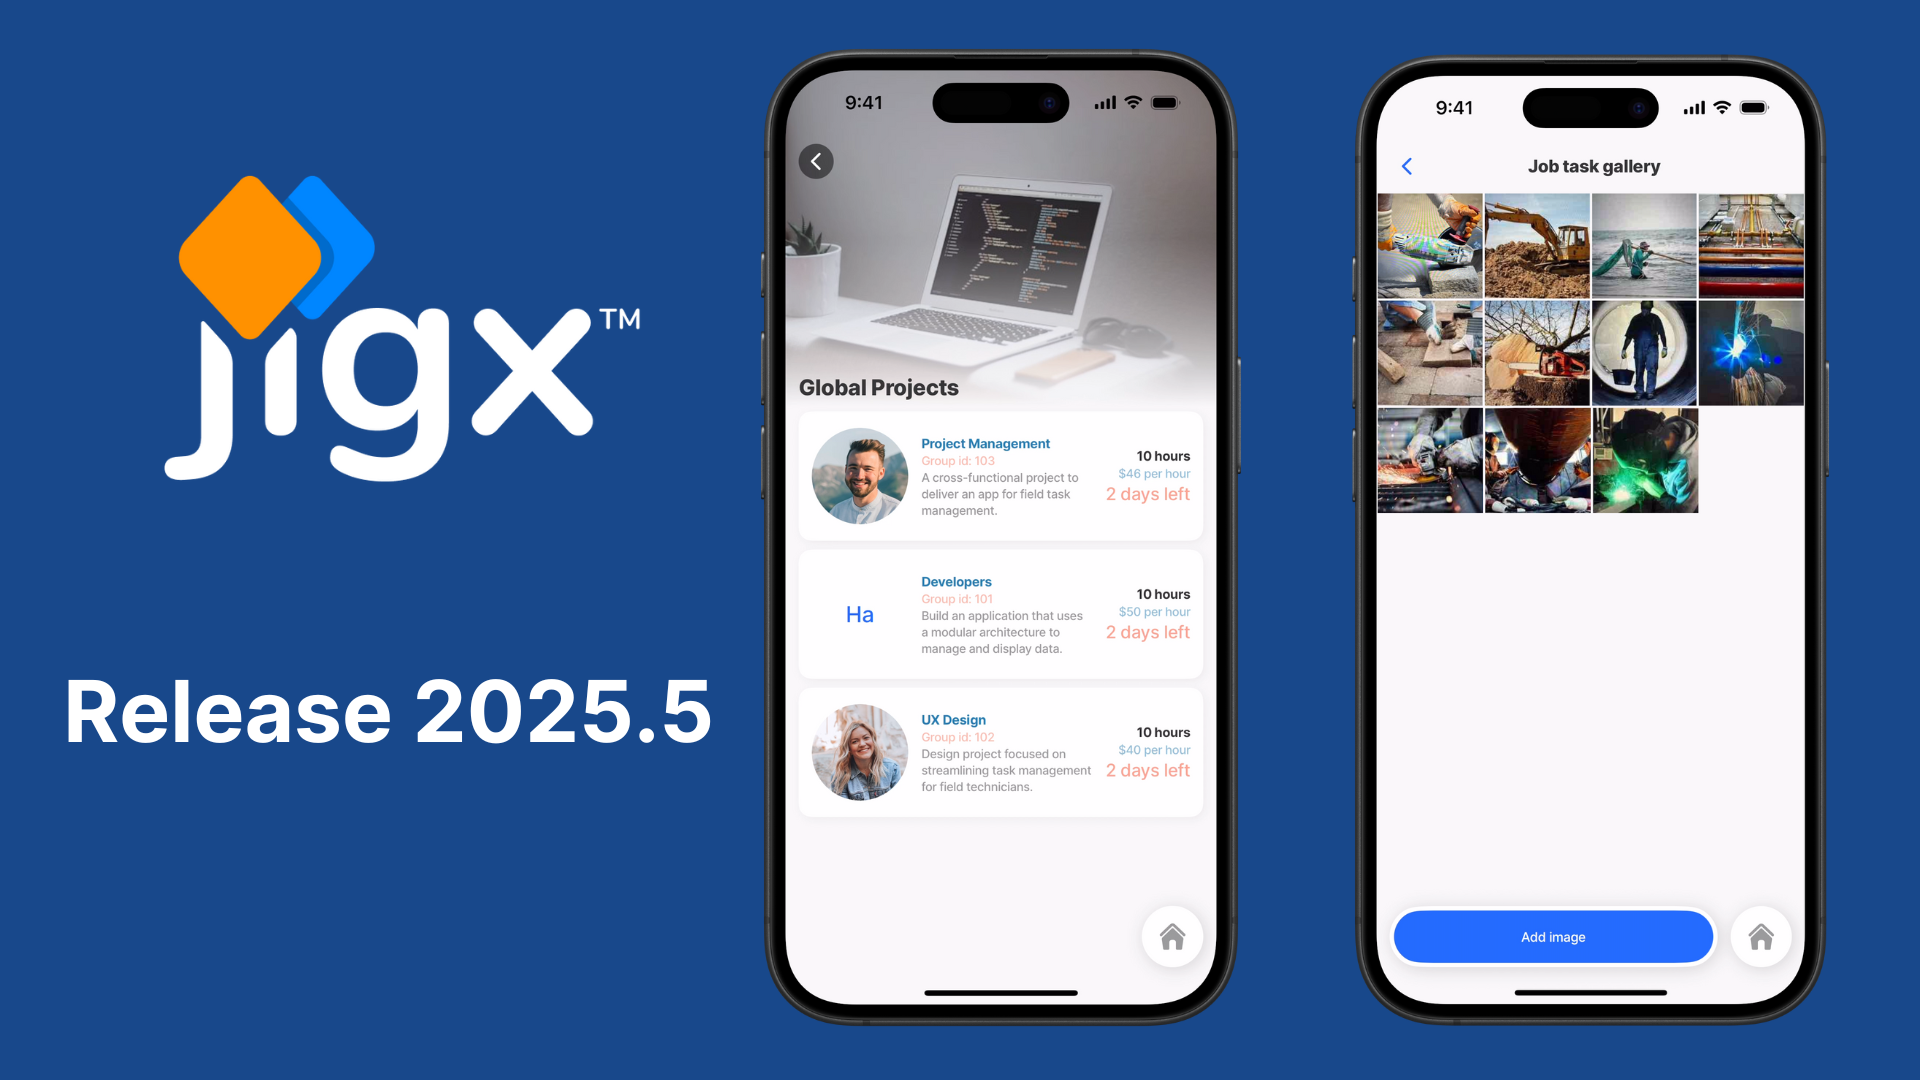 jigx™
Release 2025.5
9:41
Global Projects
Project Management
Group id: 103
A cross-functional project to
deliver an app for field task
management.
10 hours
$46 per hour
2 days left
Ha
Developers
Group id: 101
Build an application that uses
a modular architecture to
manage and display data.
10 hours
$50 per hour
2 days left
UX Design
Group id: 102
Design project focused on
streamlining task management
for field technicians.
10 hours
$40 per hour
2 days left
9:41
Job task gallery
Add image